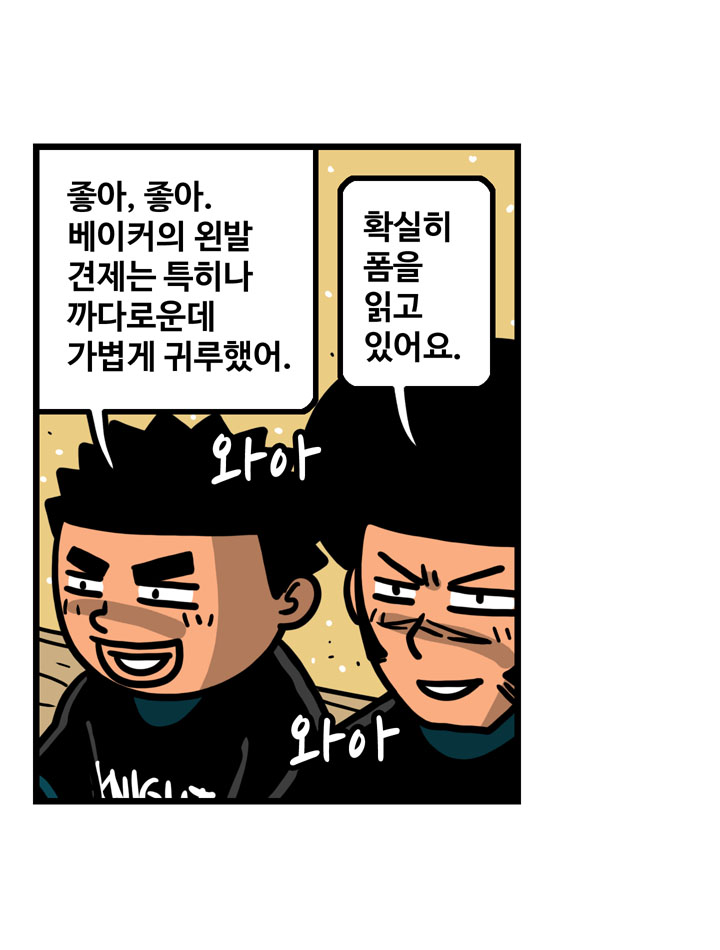 좋아, 좋아.
베이커의 왼발
견제는 특히나
까다로운데
가볍게 귀루했어.
확실히
폼을
읽고
있어요.
와아
와아